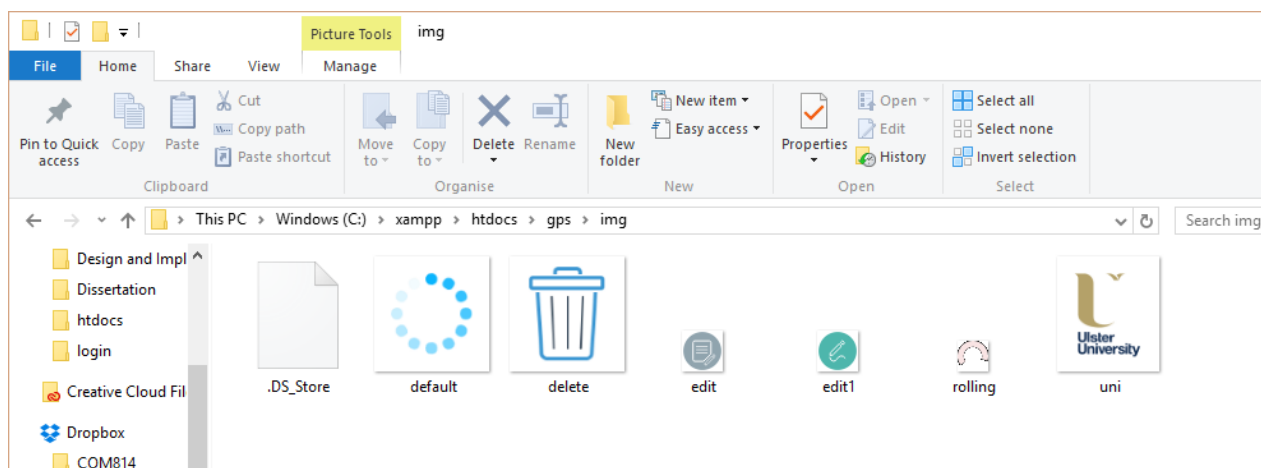 Picture Tools
img
File
Home
Share
View
Manage
Pin to Quick
access
Copy
Paste
Cut
Copy path
Paste shortcut
Move
to
Copy
to
Delete
Rename
New
folder
New item
Easy access
Properties
Open
Edit
History
Select all
Select none
Invert selection
Clipboard
Organise
New
Open
Select
This PC > Windows (C:) > xampp > htdocs > gps > img
Search img
Design and Impl
Dissertation
htdocs
login
Creative Cloud Fil
Dropbox
COM814
Ulster
University
.DS_Store
default
delete
edit
edit1
rolling
uni